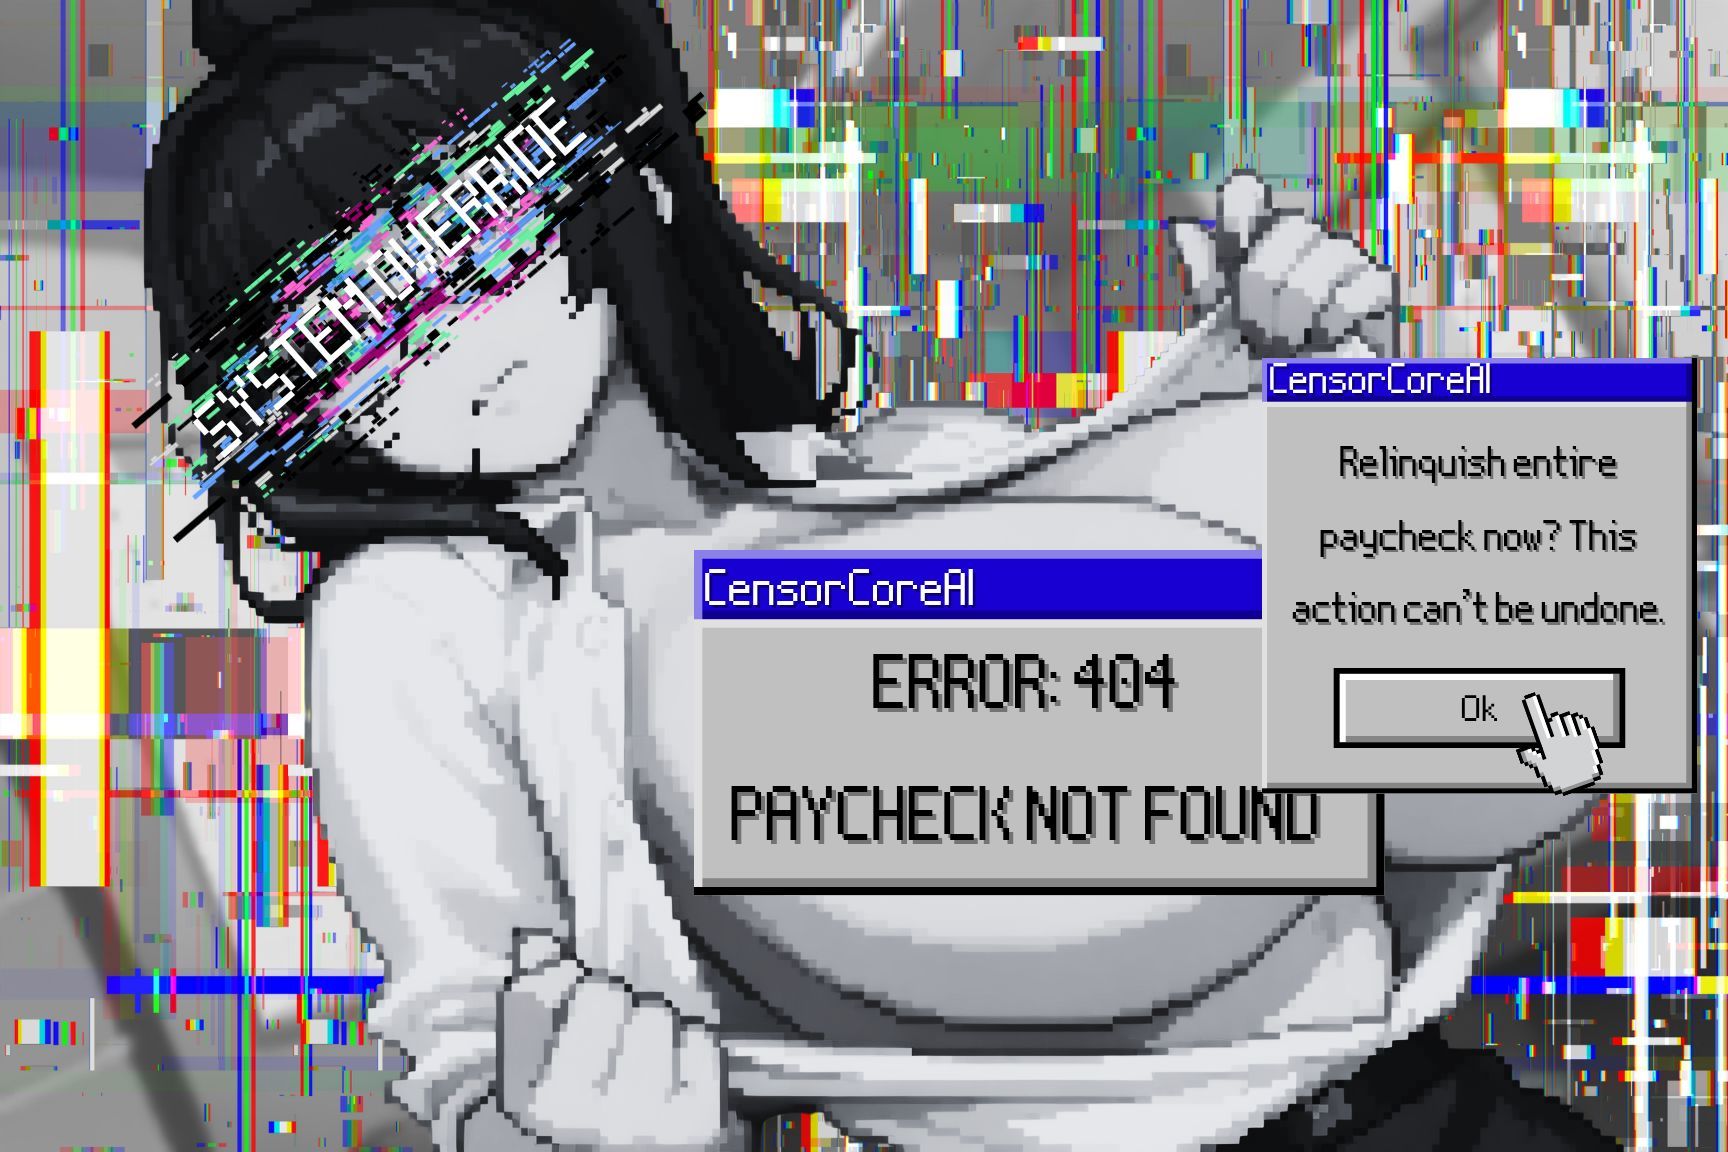 SYSTEM OVERRIDE
CensorCoreAI
ERROR: 404
PAYCHECK NOT FOUND
CensorCoreAI
Relinquish entire
paycheck now? This
action can't be undone.
Ok